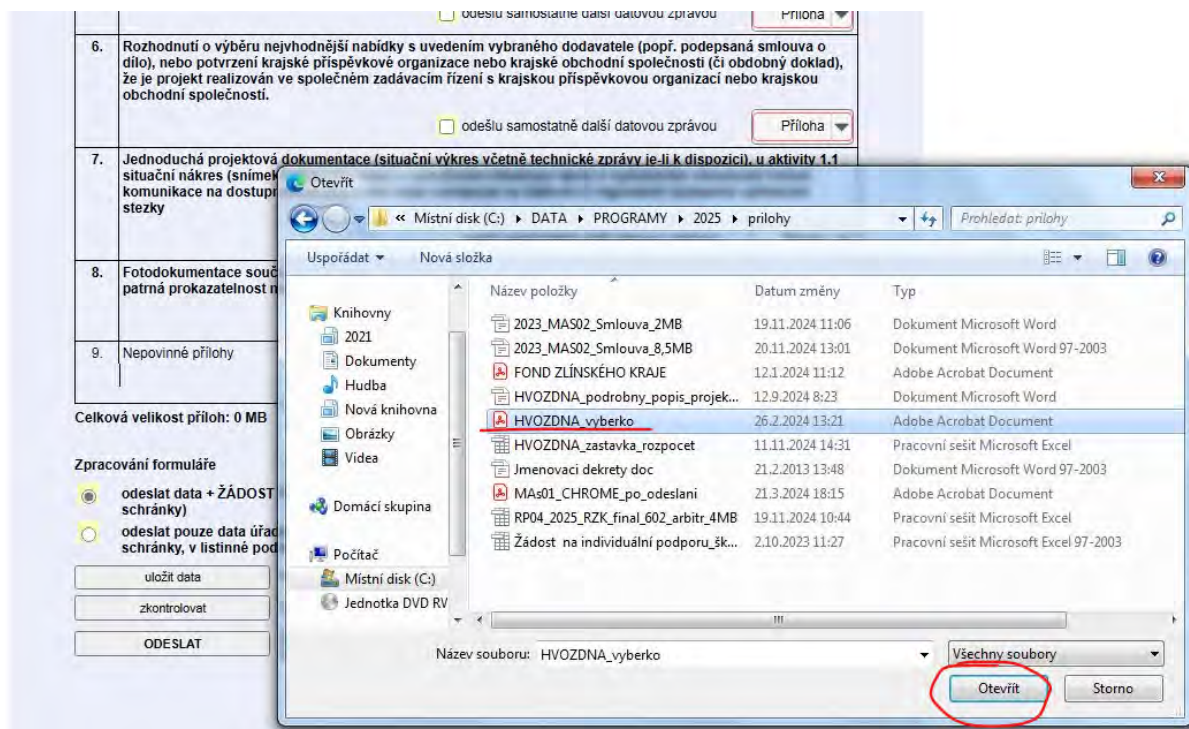 odešlu samostatně další datovou zprávou Příloha
6. Rozhodnutí o výběru nejvhodnější nabídky s uvedením vybraného dodavatele (popř. podepsaná smlouva o
dílo), nebo potvrzení krajské příspěvkové organizace nebo krajské obchodní společnosti (či obdobný doklad),
že je projekt realizován ve společném zadávacím řízení s krajskou příspěvkovou organizací nebo krajskou
obchodní společností.
odešlu samostatně další datovou zprávou Příloha
7. Jednoduchá projektová dokumentace (situační výkres včetně technické zprávy je-li k dispozici), u aktivity 1.1
situační nákres (snímek
komunikace na dostupr
stezky
8. Fotodokumentace souč
patrná prokazatelnost n
9. Nepovinné přílohy
Celková velikost příloh: 0 MB
Zpracování formuláře
odeslat data + ŽÁDOST
schránky)
odeslat pouze data úřad
schránky, v listinné pod
uložit data
zkontrolovat
ODESLAT
Otevřít
« Místní disk (C:) DATA PROGRAMY 2025 prilohy
Prohledat: prilohy
Uspořádat Nová složka
Knihovny
2021
Dokumenty
Hudba
Nová knihovna
Obrázky
Videa
Domácí skupina
Počítač
Místní disk (C:)
Jednotka DVD RV
Název položky Datum změny Typ
2023_MAS02_Smlouva_2MB 19.11.2024 11:06 Dokument Microsoft Word
2023_MAS02_Smlouva_8,5MB 20.11.2024 13:01 Dokument Microsoft Word 97-2003
FOND ZLÍNSKÉHO KRAJE 12.1.2024 11:12 Adobe Acrobat Document
HVOZDNA_podrobny_popis_projek... 12.9.2024 8:23 Dokument Microsoft Word
HVOZDNA_vyberko 26.2.2024 13:21 Adobe Acrobat Document
HVOZDNA_zastavka_rozpocet 11.11.2024 14:31 Pracovní sešit Microsoft Excel
Jmenovaci dekrety doc 21.2.2013 13:48 Dokument Microsoft Word 97-2003
MAs01_CHROME_po_odeslani 21.3.2024 18:15 Adobe Acrobat Document
RP04_2025_RZK_final_602_arbitr_4MB 19.11.2024 10:44 Pracovní sešit Microsoft Excel
Žádost na individuální podporu_šk... 2.10.2023 11:27 Pracovní sešit Microsoft Excel 97-2003
Název souboru: HVOZDNA_vyberko
Všechny soubory
Otevřít Storno